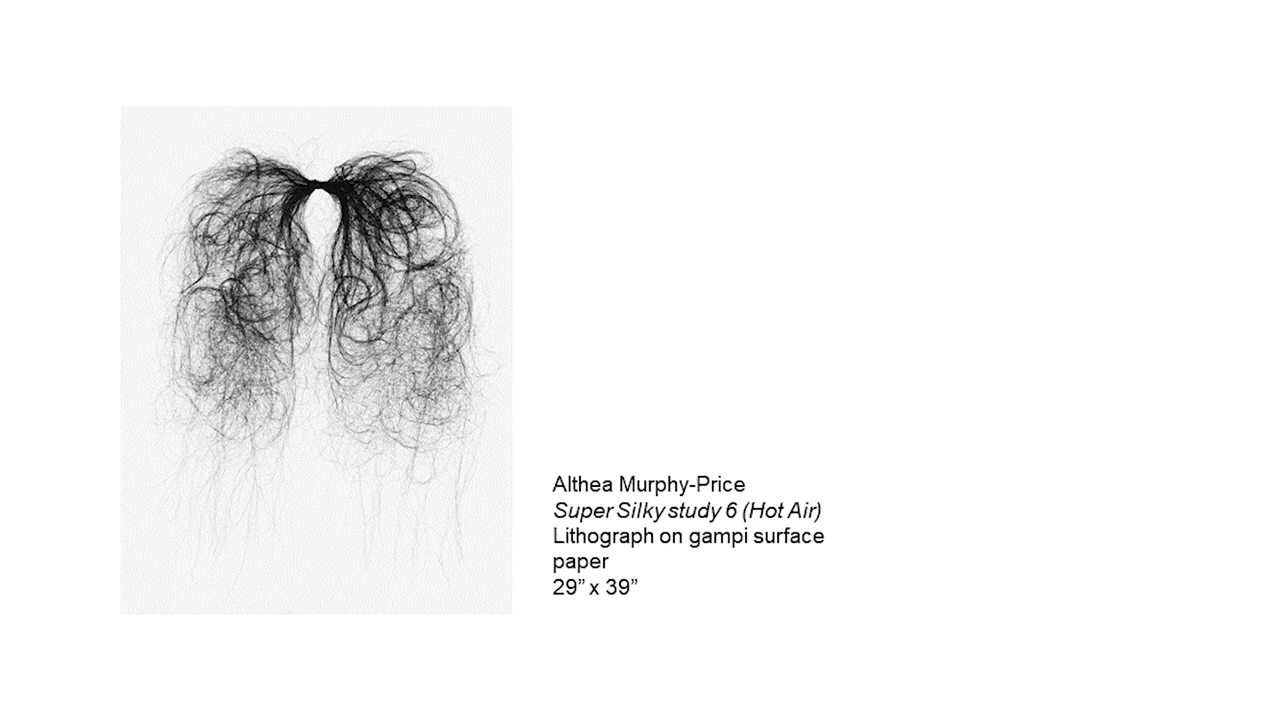 Althea Murphy-Price
Super Silky study 6 (Hot Air)
Lithograph on gampi surface
paper
29” x 39”